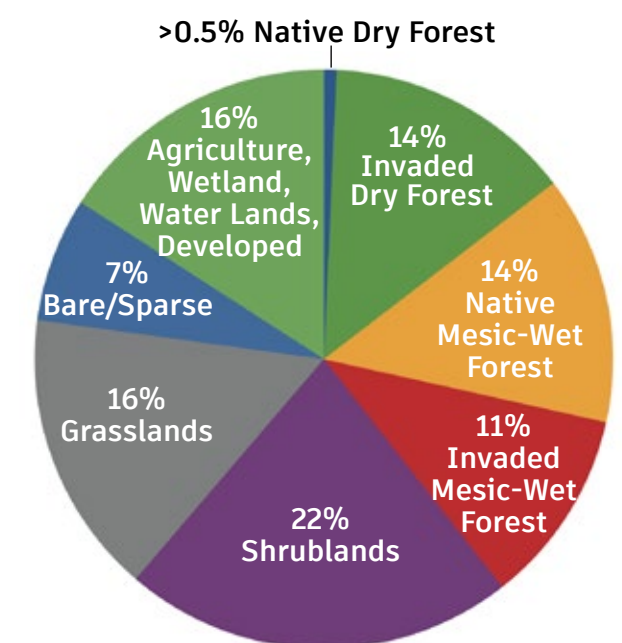 >0.5% Native Dry Forest
16%
Agriculture,
Wetland,
Water Lands,
Developed
14%
Invaded
Dry Forest
7%
Bare/Sparse
14%
Native
Mesic-Wet
Forest
16%
Grasslands
11%
Invaded
Mesic-Wet
Forest
22%
Shrublands